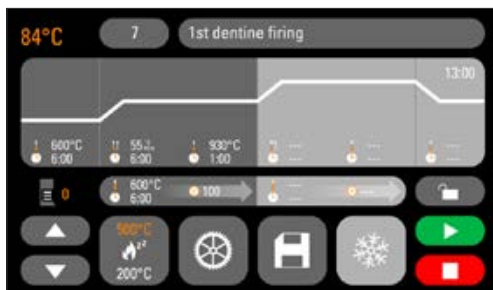 84°C 7 1st dentine firing
13:00
600°C 55 930°C --- --- ---
6:00 6:00 1:00 --- --- ---
0 600°C 100 --- ---
6:00
900°C
200°C